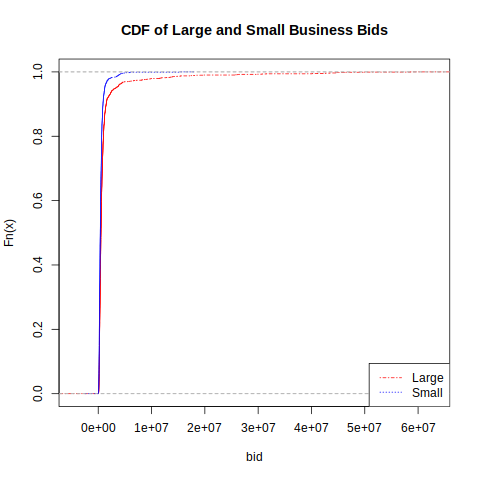 CDF of Large and Small Business Bids
Fn(x)
1.0
0.8
0.6
0.4
0.2
0.0
Large
Small
0e+00 1e+07 2e+07 3e+07 4e+07 5e+07 6e+07
bid